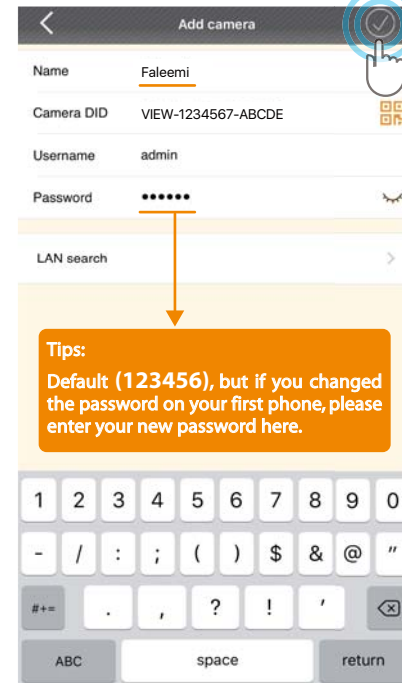 Add camera
Name Faleemi
Camera DID VIEW-1234567-ABCDE
Username admin
Password ••••••
LAN search
Tips:
Default (123456), but if you changed
the password on your first phone, please
enter your new password here.
1 2 3 4 5 6 7 8 9 0
- / : ; ( ) $ & @ "
#+= . , ? ! '
ABC space return